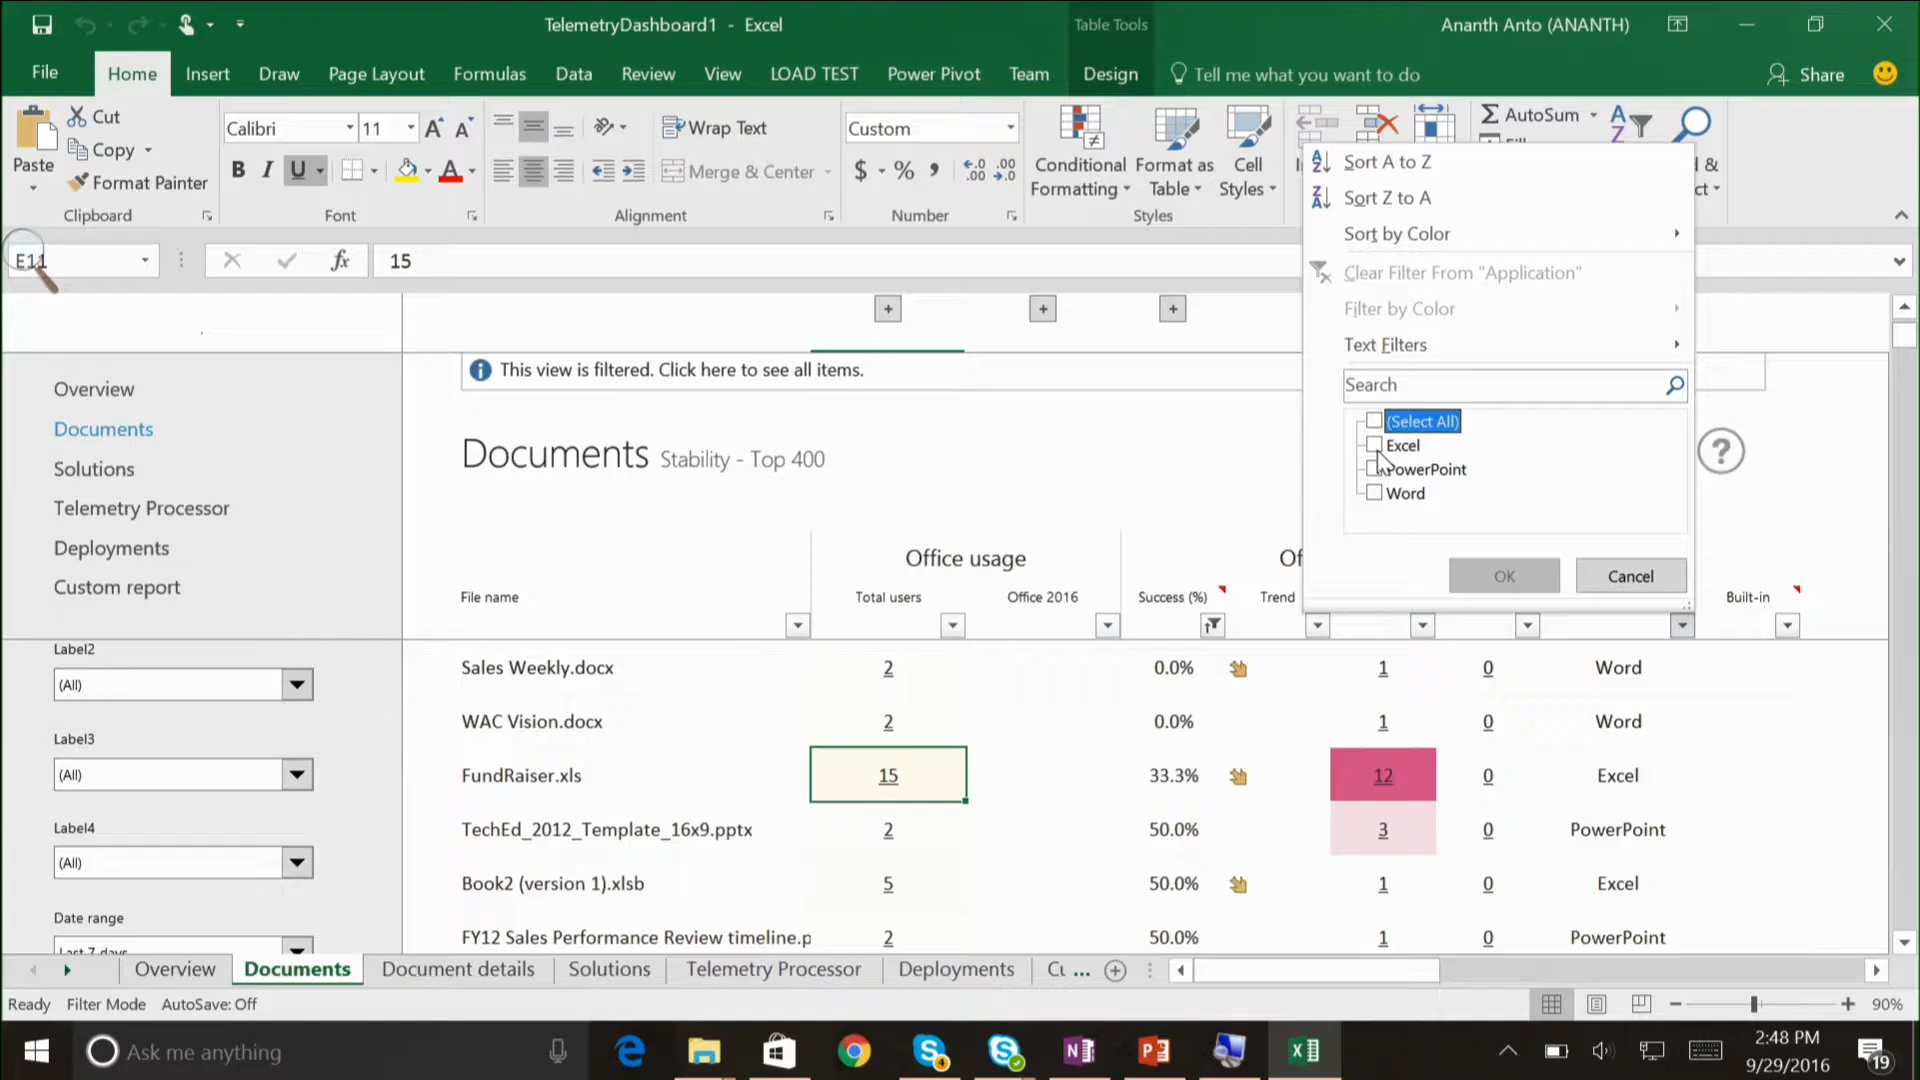 TelemetryDashboard1 - Excel
Table Tools
Ananth Anto (ANANTH)
File
Home
Insert
Draw
Page Layout
Formulas
Data
Review
View
LOAD TEST
Power Pivot
Team
Design
Tell me what you want to do
Share
Paste
Cut
Copy
Format Painter
Clipboard
Calibri
11
B I U
Font
Wrap Text
Merge & Center
Alignment
Custom
$ % ,
Number
Conditional Formatting
Format as Table
Cell Styles
Styles
AutoSum
E11
fx
15
Sort A to Z
Sort Z to A
Sort by Color
Clear Filter From "Application"
Filter by Color
Text Filters
Search
(Select All)
Excel
PowerPoint
Word
OK
Cancel
Overview
Documents
Solutions
Telemetry Processor
Deployments
Custom report
Label2
(All)
Label3
(All)
Label4
(All)
Date range
Last 7 days
This view is filtered. Click here to see all items.
Documents Stability - Top 400
Office usage
File name
Total users
Office 2016
Success (%)
Trend
Built-in
Sales Weekly.docx 2 0.0% 1 0 Word
WAC Vision.docx 2 0.0% 1 0 Word
FundRaiser.xls 15 33.3% 12 0 Excel
TechEd_2012_Template_16x9.pptx 2 50.0% 3 0 PowerPoint
Book2 (version 1).xlsb 5 50.0% 1 0 Excel
FY12 Sales Performance Review timeline.p 2 50.0% 1 0 PowerPoint
Overview
Documents
Document details
Solutions
Telemetry Processor
Deployments
Cu ...
Ready
Filter Mode
AutoSave: Off
90%
Ask me anything
4
2:48 PM
9/29/2016
19